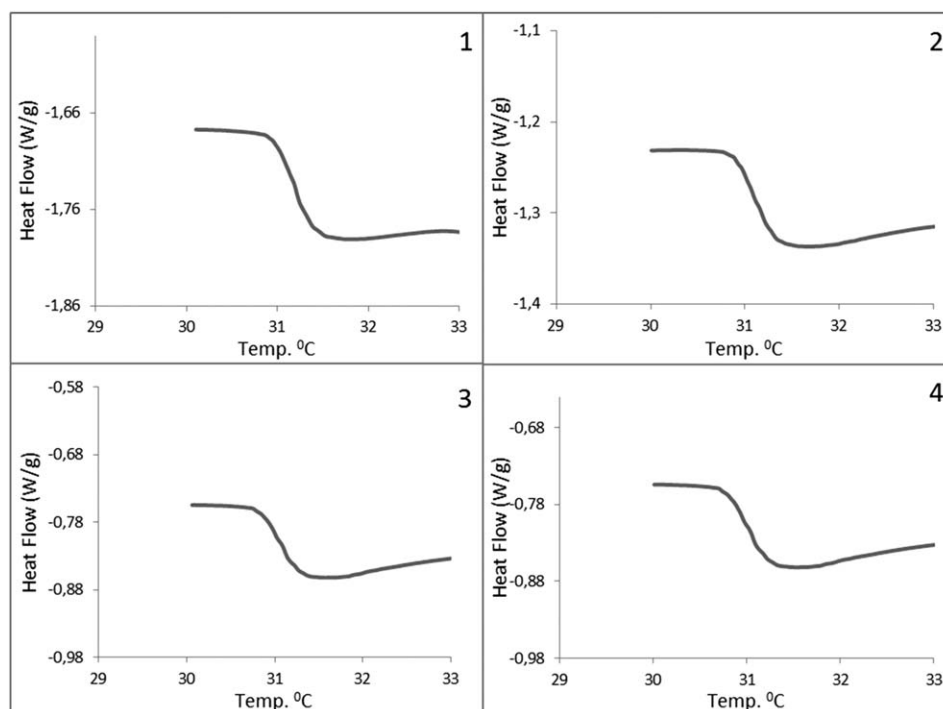 1
Heat Flow (W/g)
-1,66
-1,76
-1,86
29 30 31 32 33
Temp. ⁰C
2
Heat Flow (W/g)
-1,1
-1,2
-1,3
-1,4
29 30 31 32 33
Temp. ⁰C
3
Heat Flow (W/g)
-0,58
-0,68
-0,78
-0,88
-0,98
29 30 31 32 33
Temp. ⁰C
4
Heat Flow (W/g)
-0,68
-0,78
-0,88
-0,98
29 30 31 32 33
Temp. ⁰C